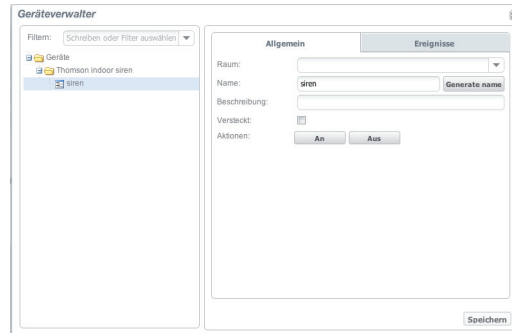 Geräteverwalter
Filtern: Schreiben oder Filter auswählen
Geräte
Thomson indoor siren
siren
Allgemein Ereignisse
Raum:
Name: siren Generate name
Beschreibung:
Versteckt:
Aktionen: An Aus
Speichern